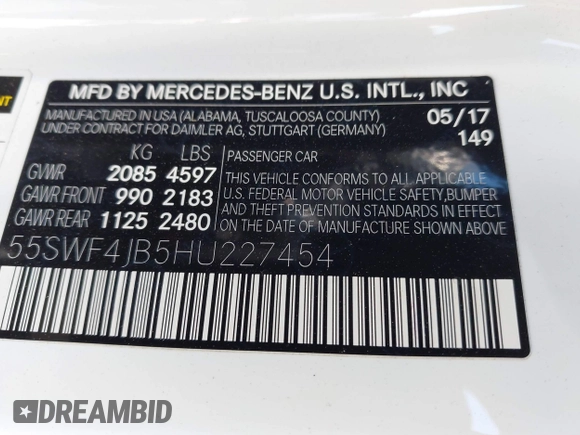 NT
MFD BY MERCEDES-BENZ U.S. INTL., INC
MANUFACTURED IN USA (ALABAMA, TUSCALOOSA COUNTY) 05/17
UNDER CONTRACT FOR DAIMLER AG, STUTTGART (GERMANY) 149
KG LBS PASSENGER CAR
GVWR 2085 4597
GAWR FRONT 990 2183
GAWR REAR 1125 2480
THIS VEHICLE CONFORMS TO ALL APPLICABLE
U.S. FEDERAL MOTOR VEHICLE SAFETY,BUMPER
AND THEFT PREVENTION STANDARDS IN EFFECT
ON THE DATE OF MANUFACTURE SHOWN ABOVE.
55SWF4JB5HU227454
DREAMBID